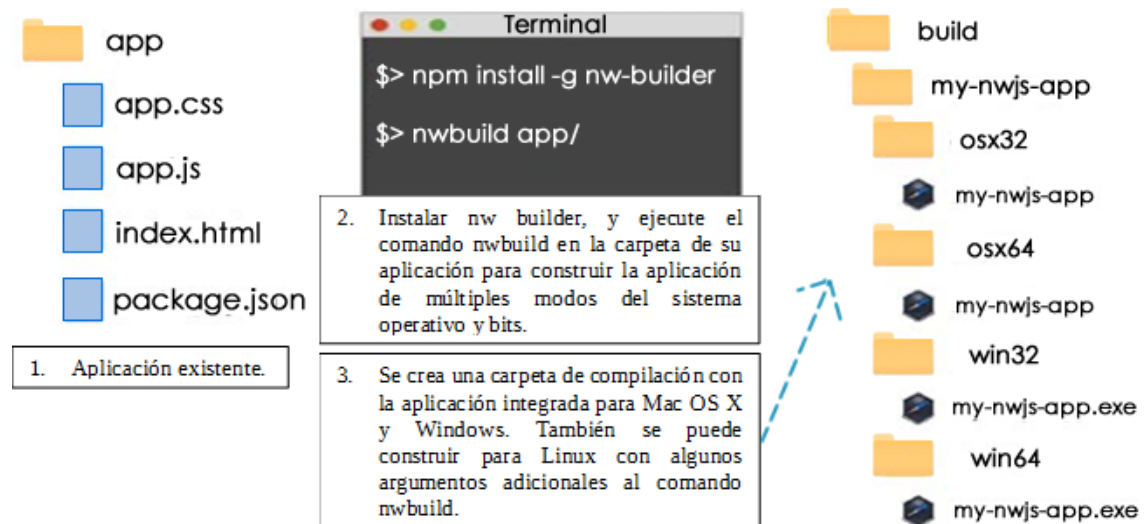 app
app.css
app.js
index.html
package.json
1. Aplicación existente.
Terminal
$> npm install -g nw-builder
$> nwbuild app/
2. Instalar nw builder, y ejecute el
comando nwbuild en la carpeta de su
aplicación para construir la aplicación
de múltiples modos del sistema
operativo y bits.
3. Se crea una carpeta de compilación con
la aplicación integrada para Mac OS X
y Windows. También se puede
construir para Linux con algunos
argumentos adicionales al comando
nwbuild.
build
my-nwjs-app
osx32
my-nwjs-app
osx64
my-nwjs-app
win32
my-nwjs-app.exe
win64
my-nwjs-app.exe